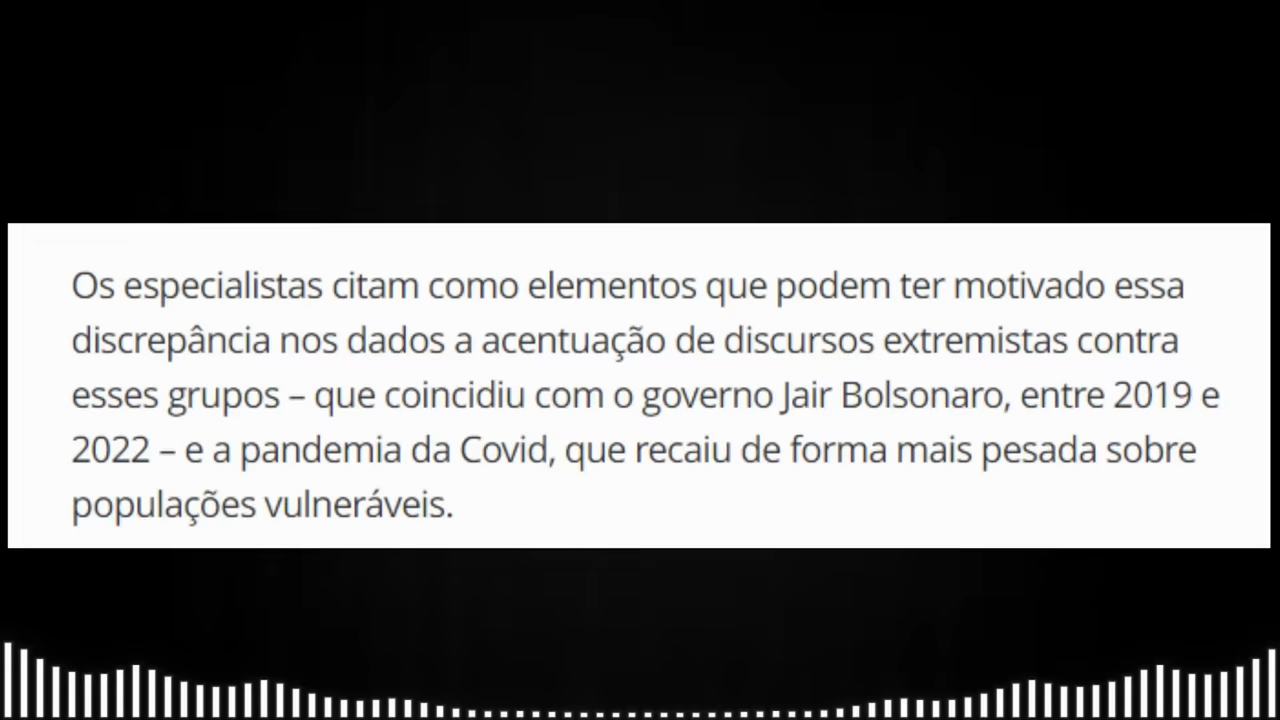 Os especialistas citam como elementos que podem ter motivado essa
discrepância nos dados a acentuação de discursos extremistas contra
esses grupos – que coincidiu com o governo Jair Bolsonaro, entre 2019 e
2022 – e a pandemia da Covid, que recaiu de forma mais pesada sobre
populações vulneráveis.